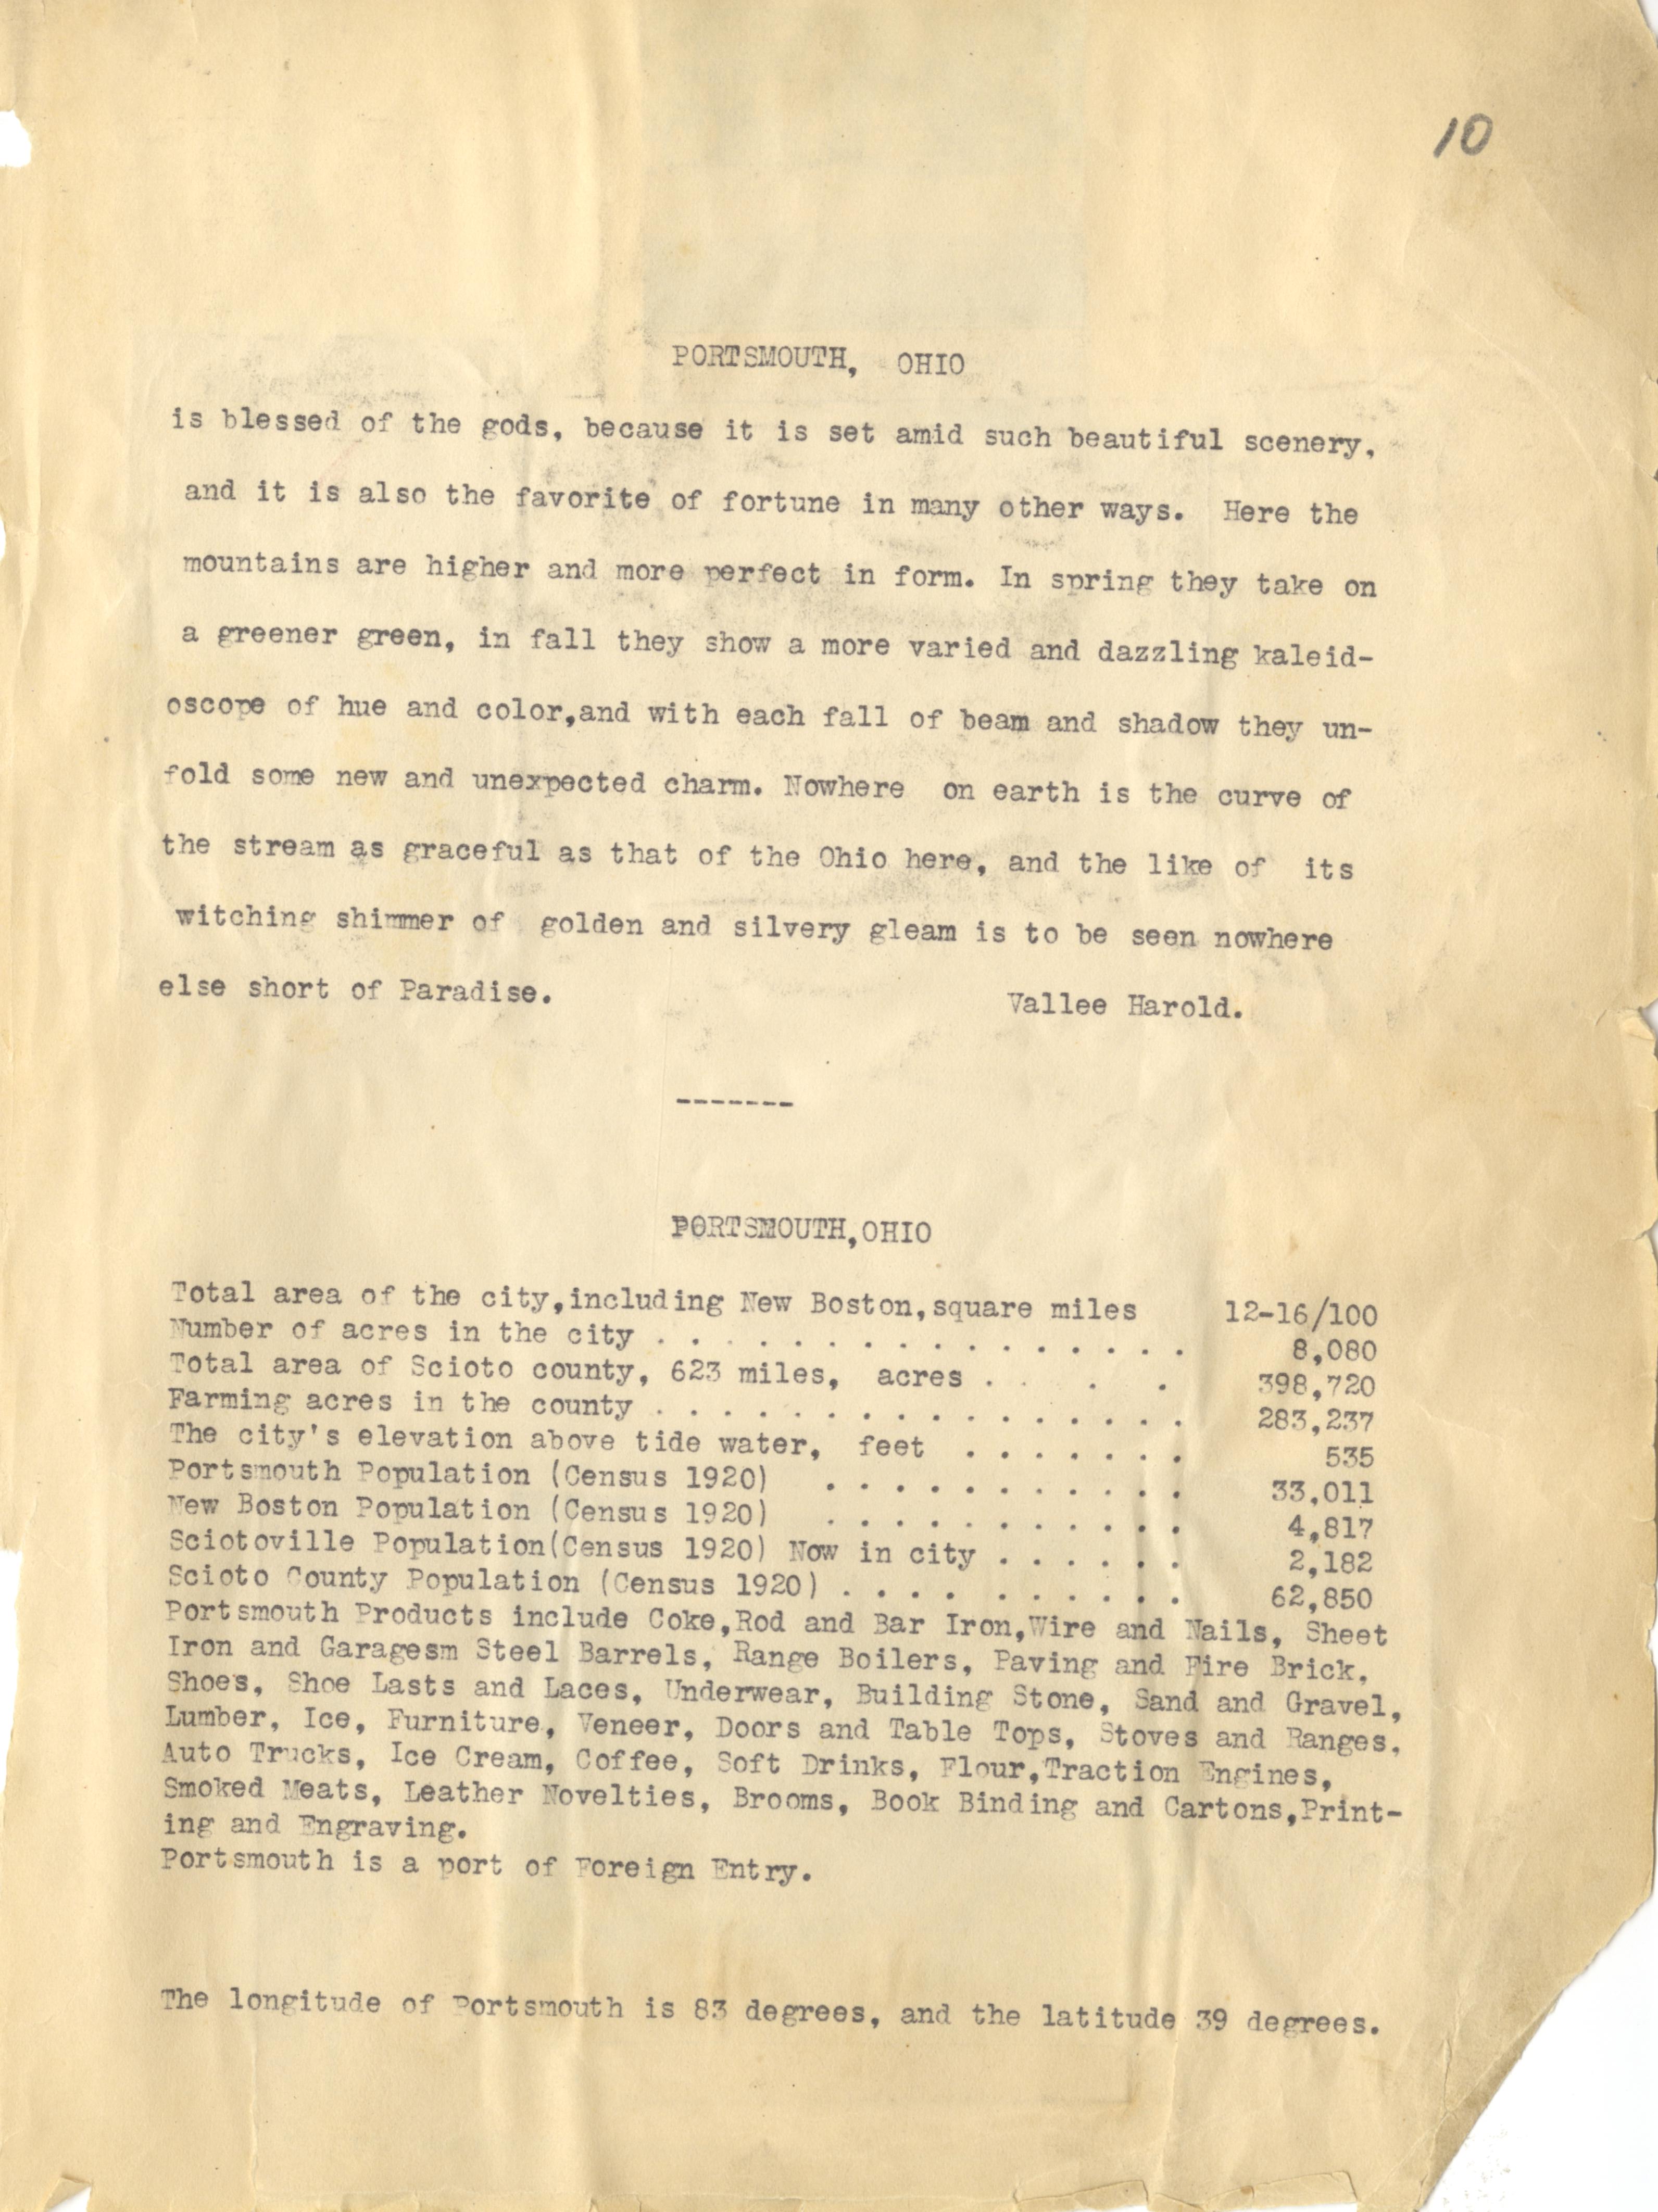 10
PORTSMOUTH, OHIO
is blessed of the gods, because it is set amid such beautiful scenery,
and it is also the favorite of fortune in many other ways. Here the
mountains are higher and more perfect in form. In spring they take on
a greener green, in fall they show a more varied and dazzling kaleid-
oscope of hue and color,and with each fall of beam and shadow they un-
fold some new and unexpected charm. Nowhere on earth is the curve of
the stream as graceful as that of the Ohio here, and the like of its
witching shimmer of golden and silvery gleam is to be seen nowhere
else short of Paradise. Vallee Harold.
-------
PORTSMOUTH,OHIO
Total area of the city,including New Boston,square miles 12-16/100
Number of acres in the city . . . . . . . . . . . . . . . 8,080
Total area of Scioto county, 623 miles, acres . . . . 398,720
Farming acres in the county . . . . . . . . . . . . . . . 283,237
The city's elevation above tide water, feet . . . . . . . 535
Portsmouth Population (Census 1920) . . . . . . . . . . . 33,011
New Boston Population (Census 1920) . . . . . . . . . . . 4,817
Sciotoville Population(Census 1920) Now in city . . . . . . 2,182
Scioto County Population (Census 1920) . . . . . . . . . . 62,850
Portsmouth Products include Coke,Rod and Bar Iron,Wire and Nails, Sheet
Iron and Garagesm Steel Barrels, Range Boilers, Paving and Fire Brick,
Shoes, Shoe Lasts and Laces, Underwear, Building Stone, Sand and Gravel,
Lumber, Ice, Furniture, Veneer, Doors and Table Tops, Stoves and Ranges,
Auto Trucks, Ice Cream, Coffee, Soft Drinks, Flour,Traction Engines,
Smoked Meats, Leather Novelties, Brooms, Book Binding and Cartons,Print-
ing and Engraving.
Portsmouth is a port of Foreign Entry.
The longitude of Portsmouth is 83 degrees, and the latitude 39 degrees.